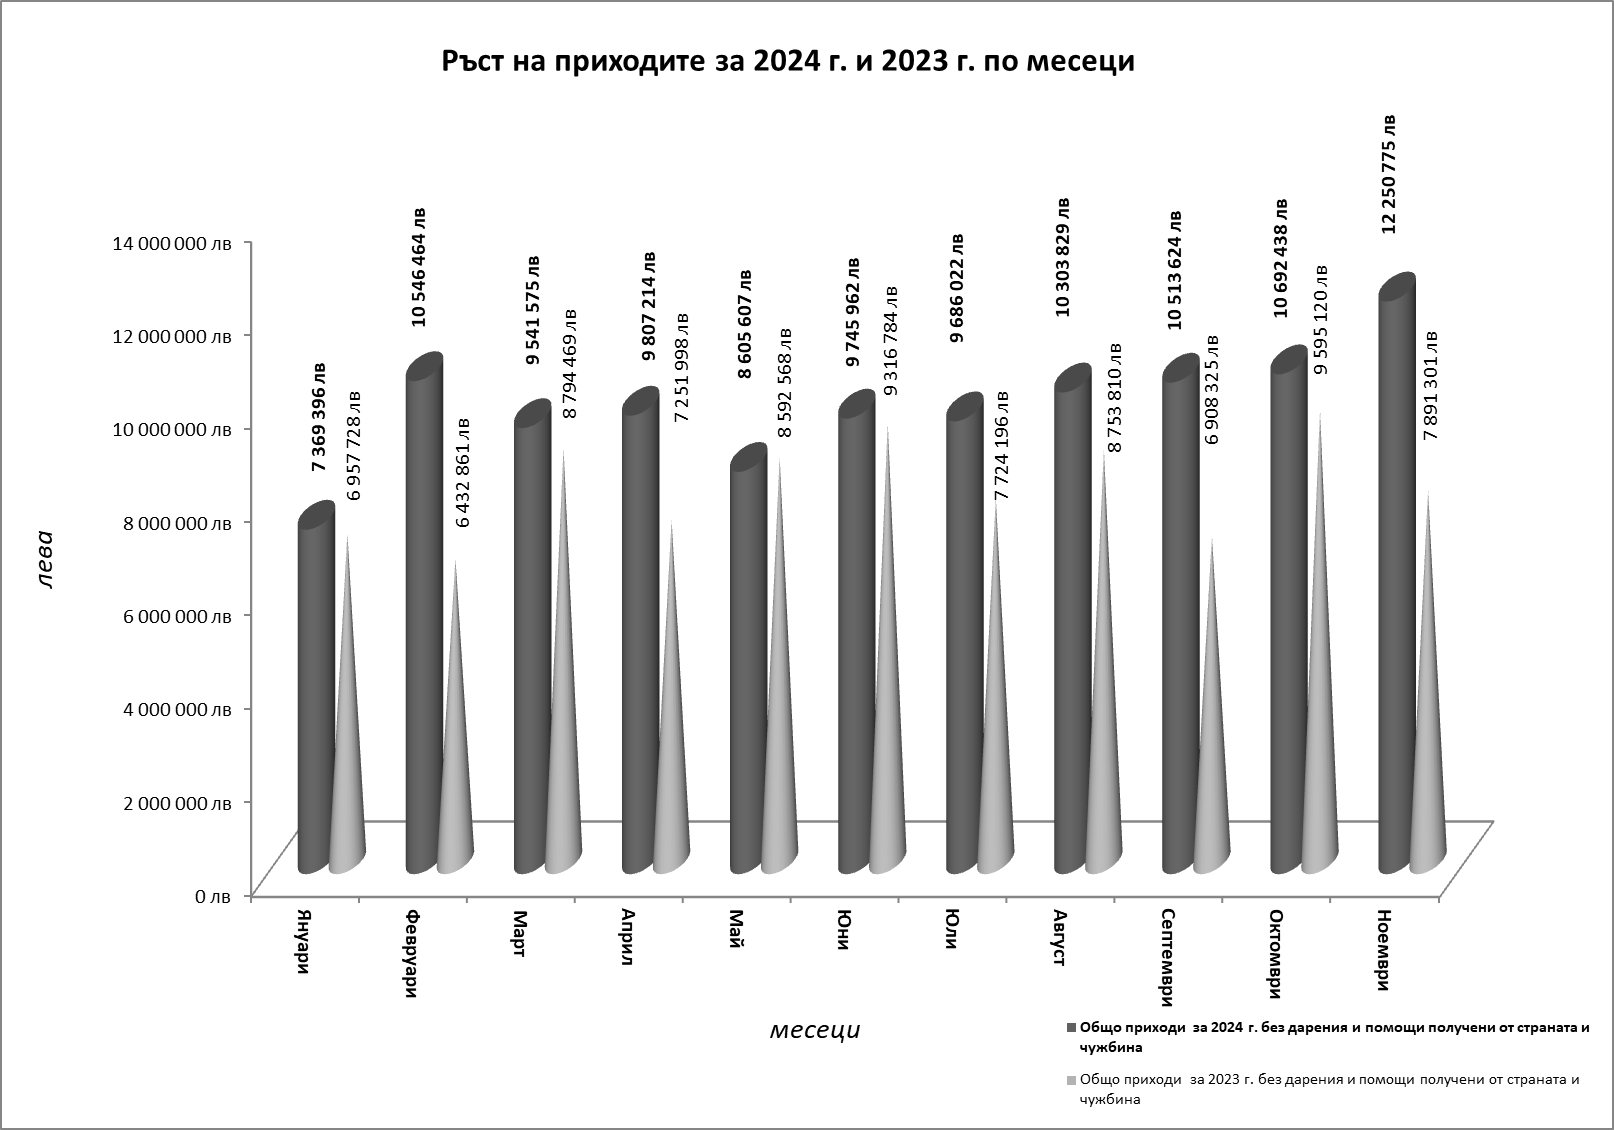 Ръст на приходите за 2024 г. и 2023 г. по месеци
14 000 000 лв
12 000 000 лв
10 000 000 лв
8 000 000 лв
6 000 000 лв
4 000 000 лв
2 000 000 лв
0 лв
лева
7 369 396 лв
6 957 728 лв
10 546 464 лв
6 432 861 лв
9 541 575 лв
8 794 469 лв
9 807 214 лв
7 251 998 лв
8 605 607 лв
8 592 568 лв
9 745 962 лв
9 316 784 лв
9 686 022 лв
7 724 196 лв
10 303 829 лв
8 753 810 лв
10 513 624 лв
6 908 325 лв
10 692 438 лв
9 595 120 лв
12 250 775 лв
7 891 301 лв
Януари
Февруари
Март
Април
Май
Юни
Юли
Август
Септември
Октомври
Ноември
месеци
Общо приходи за 2024 г. без дарения и помощи получени от страната и
чужбина
Общо приходи за 2023 г. без дарения и помощи получени от страната и
чужбина